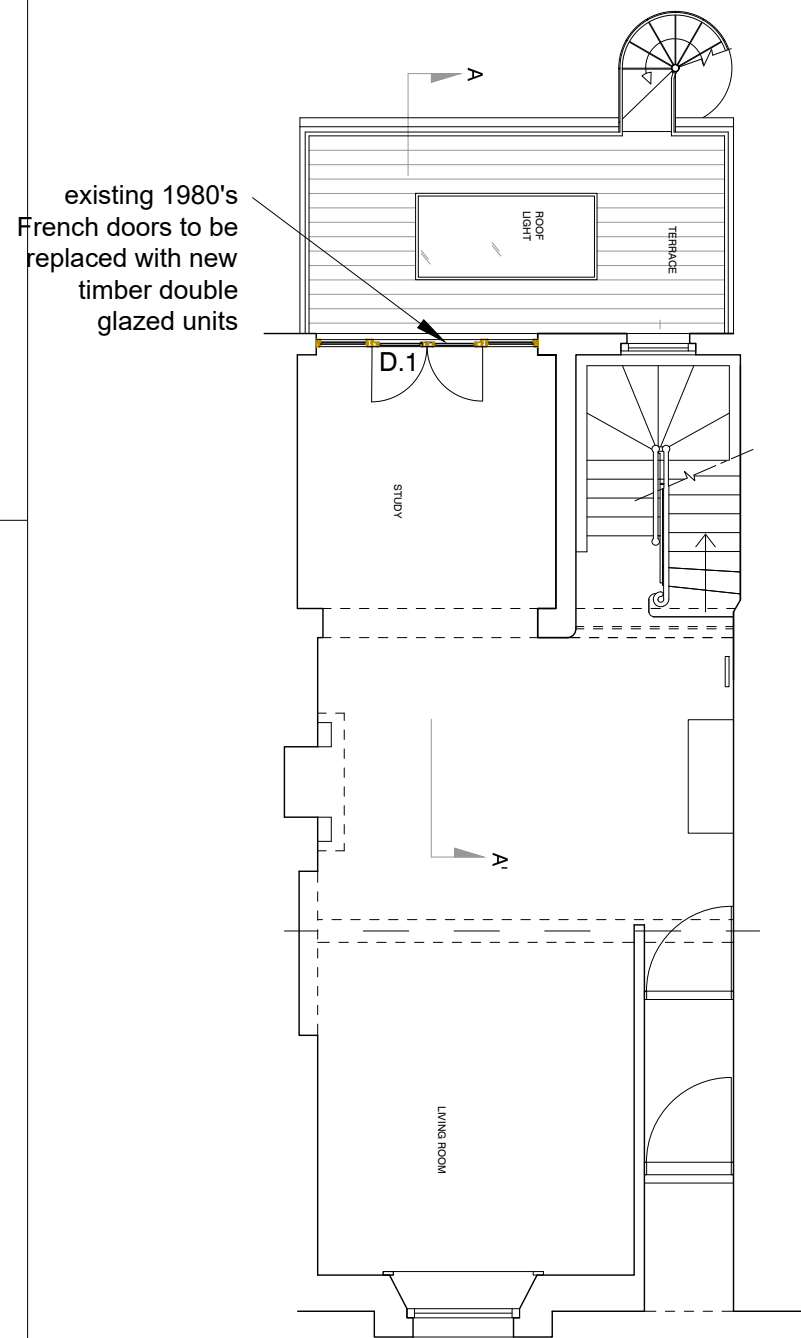 A
existing 1980's
French doors to be
replaced with new
timber double
glazed units
ROOF
LIGHT
TERRACE
D.1
STUDY
A'
LIVING ROOM